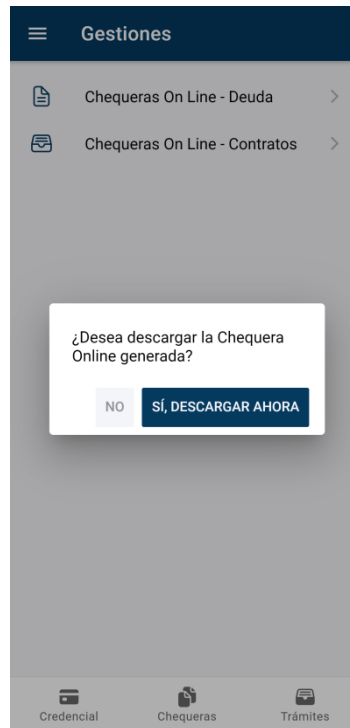 Gestiones
Chequeras On Line - Deuda
Chequeras On Line - Contratos
¿Desea descargar la Chequera
Online generada?
NO
SÍ, DESCARGAR AHORA
Credencial
Chequeras
Trámites